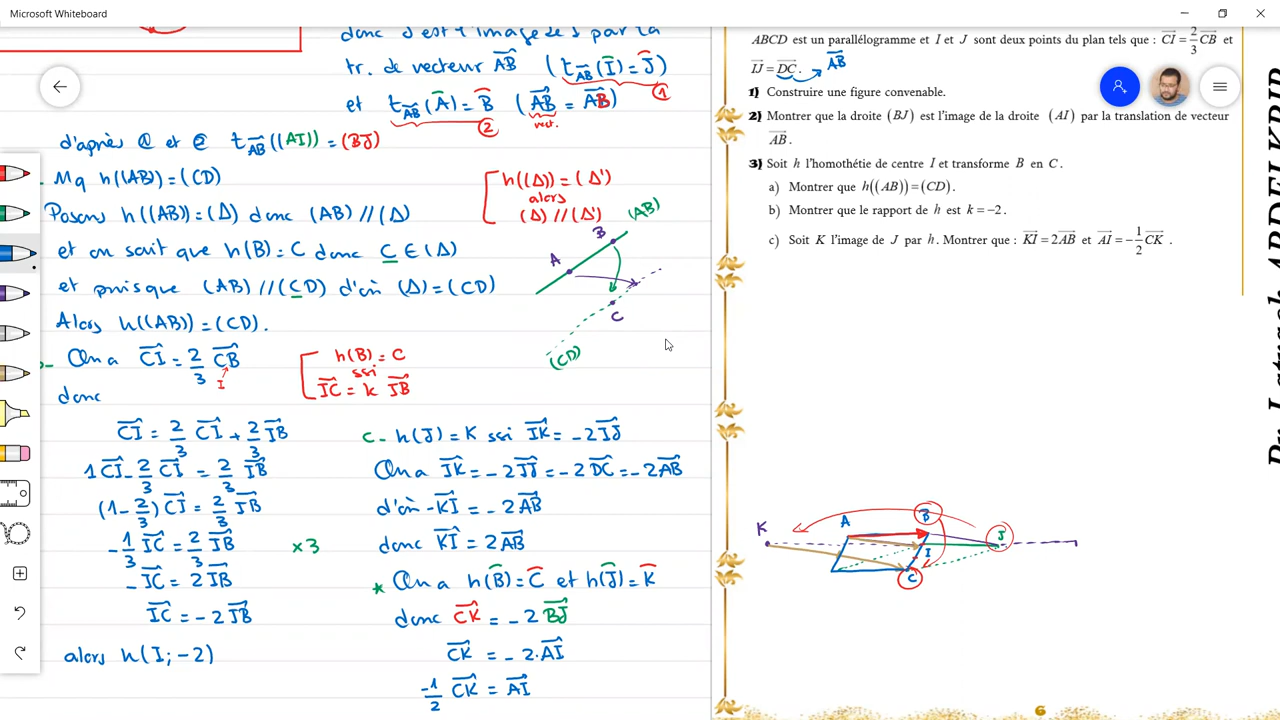 Microsoft Whiteboard
donc J est l'image de I par la
tr. de vecteur AB⃗ ( t_AB⃗ (I) = J ) ①
et t_AB⃗ (A) = B ( AB⃗ = AB⃗ ) ②
vect.
d'après ① et ② t_AB⃗ ((AI)) = (BJ)
Mq h((AB)) = (CD)
Posons h((AB)) = (Δ) donc (AB) // (Δ)
et on sait que h(B) = C donc C ∈ (Δ)
et puisque (AB) // (CD) d'où (Δ) = (CD)
Alors h((AB)) = (CD).
h((Δ)) = (Δ')
alors
(Δ) // (Δ')
A B (AB)
C (CD)
On a CI⃗ = 2/3 CB⃗
I
donc
h(B) = C
ssi
IC⃗ = k IB⃗
CI⃗ = 2/3 CI⃗ + 2/3 IB⃗
1CI⃗ - 2/3 CI⃗ = 2/3 IB⃗
(1 - 2/3) CI⃗ = 2/3 IB⃗
-1/3 IC⃗ = 2/3 IB⃗ ×3
-IC⃗ = 2 IB⃗
IC⃗ = -2 IB⃗
alors h(I; -2)
c- h(J) = K ssi IK⃗ = -2 IJ⃗
On a IK⃗ = -2 IJ⃗ = -2 DC⃗ = -2 AB⃗
d'où -KI⃗ = -2 AB⃗
donc KI⃗ = 2 AB⃗
* On a h(B) = C et h(J) = K
donc CK⃗ = -2 BJ⃗
CK⃗ = -2. AI⃗
-1/2 CK⃗ = AI⃗
ABCD est un parallélogramme et I et J sont deux points du plan tels que : CI⃗ = 2/3 CB⃗ et
IJ⃗ = DC⃗ . AB⃗
1} Construire une figure convenable.
2} Montrer que la droite (BJ) est l'image de la droite (AI) par la translation de vecteur
AB⃗ .
3} Soit h l'homothétie de centre I et transforme B en C .
a) Montrer que h((AB)) = (CD).
b) Montrer que le rapport de h est k = -2.
c) Soit K l'image de J par h. Montrer que : KI⃗ = 2AB⃗ et AI⃗ = -1/2 CK⃗ .
K A B I J C
6